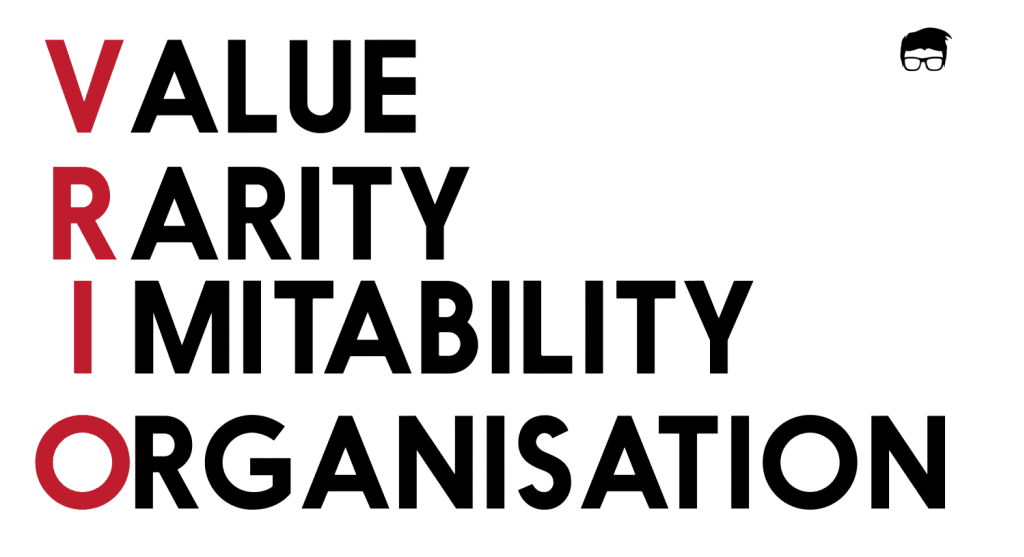 VALUE
RARITY
IMITABILITY
ORGANISATION